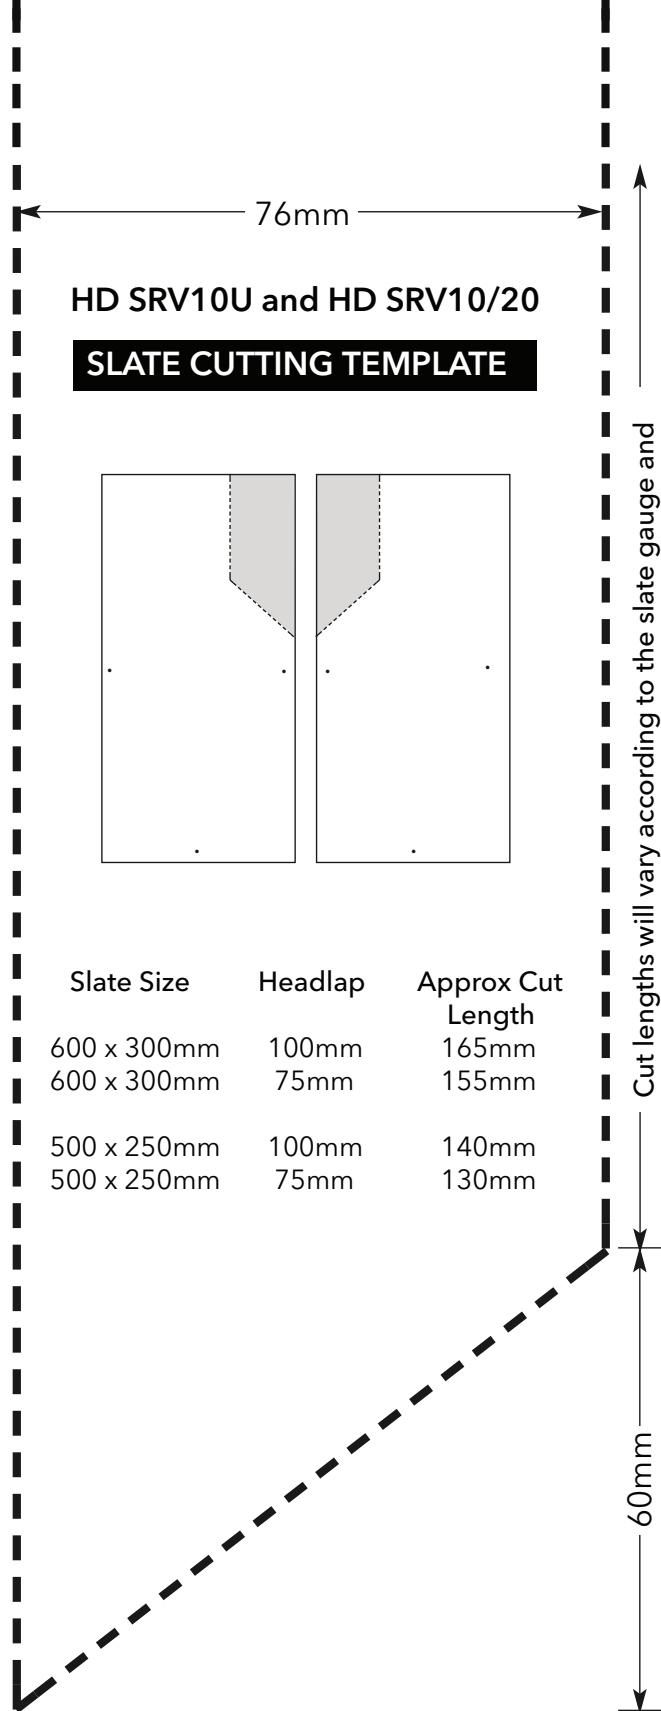 76mm
HD SRV10U and HD SRV10/20
SLATE CUTTING TEMPLATE
Cut lengths will vary according to the slate gauge and
Slate Size Headlap Approx Cut
Length
600 x 300mm 100mm 165mm
600 x 300mm 75mm 155mm
500 x 250mm 100mm 140mm
500 x 250mm 75mm 130mm
60mm